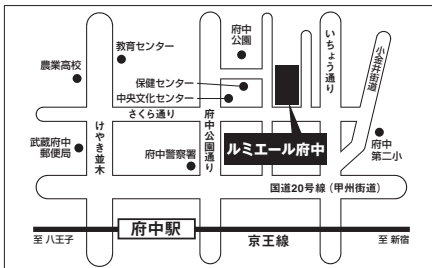 教育センター
府中
公園
農業高校
保健センター
中央文化センター
いちょう通り
小金井街道
さくら通り
武蔵府中
郵便局
けやき並木
府中警察署
府中公園通り
ルミエール府中
府中
第二小
国道20号線（甲州街道）
府中駅
至 八王子
京王線
至 新宿